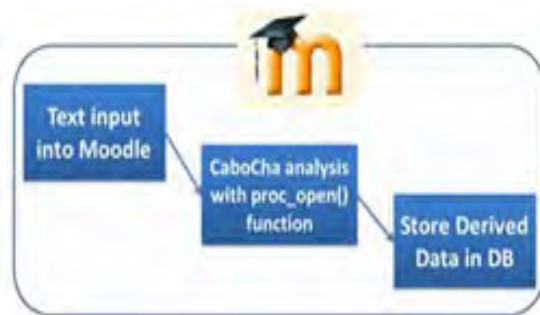 m
Text input
into Moodle
CaboCha analysis
with proc_open()
function
Store Derived
Data in DB